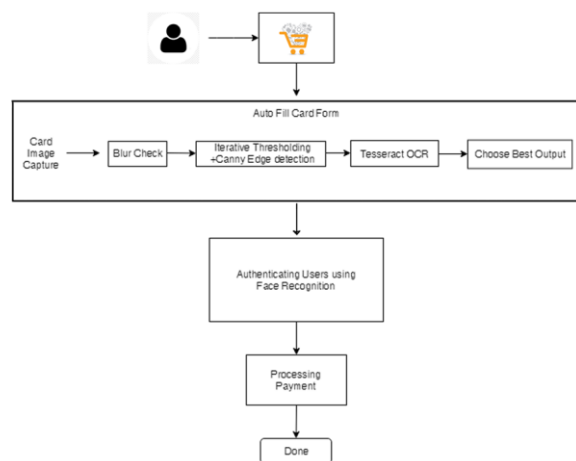 Auto Fill Card Form
Card
Image
Capture
Blur Check
Iterative Thresholding
+Canny Edge detection
Tesseract OCR
Choose Best Output
Authenticating Users using
Face Recognition
Processing
Payment
Done